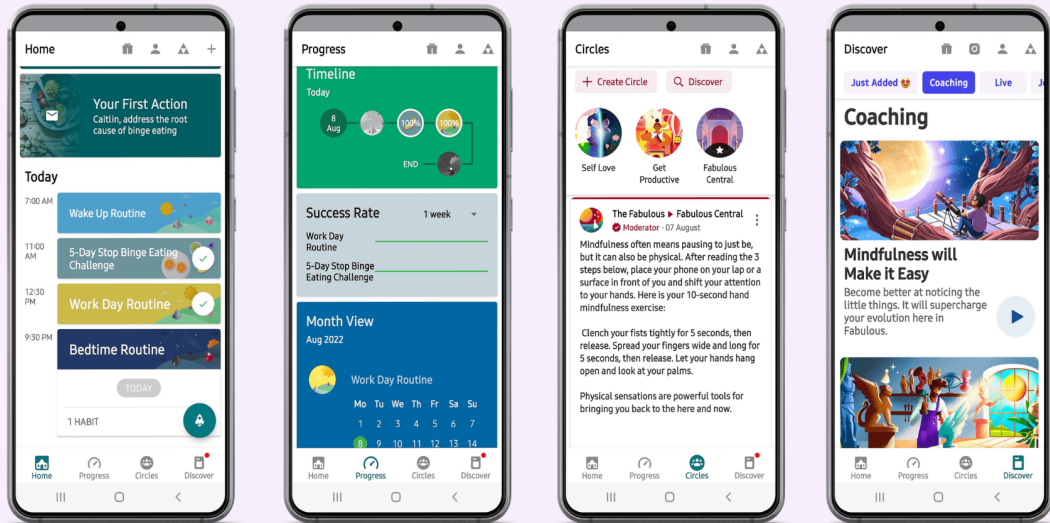 Home
Your First Action
Caitlin, address the root
cause of binge eating
Today
7:00 AM
Wake Up Routine
11:00
AM
5-Day Stop Binge Eating
Challenge
12:30
PM
Work Day Routine
9:30 PM
Bedtime Routine
TODAY
1 HABIT
Home
Progress
Circles
Discover
Progress
Timeline
Today
8
Aug
100%
100%
END
Success Rate
1 week
Work Day
Routine
5-Day Stop Binge
Eating Challenge
Month View
Aug 2022
Work Day Routine
Mo Tu We Th Fr Sa Su
1 2 3 4 5 6 7
8 9 10 11 12 13 14
Home
Progress
Circles
Discover
Circles
+ Create Circle
Discover
Self Love
Get
Productive
Fabulous
Central
The Fabulous ▶ Fabulous Central
Moderator · 07 August
Mindfulness often means pausing to just be,
but it can also be physical. After reading the 3
steps below, place your phone on your lap or a
surface in front of you and shift your attention
to your hands. Here is your 10-second hand
mindfulness exercise:
Clench your fists tightly for 5 seconds, then
release. Spread your fingers wide and long for
5 seconds, then release. Let your hands hang
open and look at your palms.
Physical sensations are powerful tools for
bringing you back to the here and now.
Home
Progress
Circles
Discover
Discover
Just Added 😍
Coaching
Live
Coaching
Mindfulness will
Make it Easy
Become better at noticing the
little things. It will supercharge
your evolution here in
Fabulous.
Home
Progress
Circles
Discover